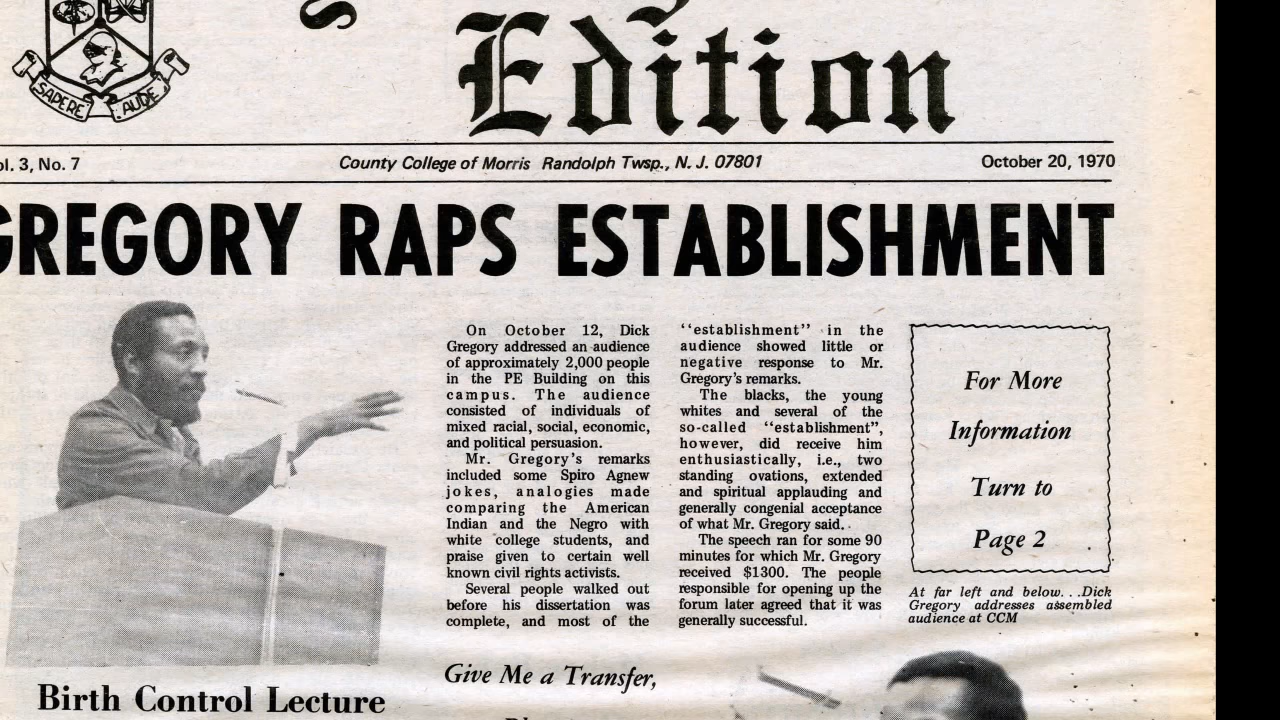 SAPERE AUDE
Edition
ol. 3, No. 7
County College of Morris Randolph Twsp., N. J. 07801
October 20, 1970
GREGORY RAPS ESTABLISHMENT
On October 12, Dick
Gregory addressed an audience
of approximately 2,000 people
in the PE Building on this
campus. The audience
consisted of individuals of
mixed racial, social, economic,
and political persuasion.
Mr. Gregory's remarks
included some Spiro Agnew
jokes, analogies made
comparing the American
Indian and the Negro with
white college students, and
praise given to certain well
known civil rights activists.
Several people walked out
before his dissertation was
complete, and most of the
"establishment" in the
audience showed little or
negative response to Mr.
Gregory's remarks.
The blacks, the young
whites and several of the
so-called "establishment",
however, did receive him
enthusiastically, i.e., two
standing ovations, extended
and spiritual applauding and
generally congenial acceptance
of what Mr. Gregory said.
The speech ran for some 90
minutes for which Mr. Gregory
received $1300. The people
responsible for opening up the
forum later agreed that it was
generally successful.
For More
Information
Turn to
Page 2
At far left and below. . .Dick
Gregory addresses assembled
audience at CCM
Birth Control Lecture
Give Me a Transfer,